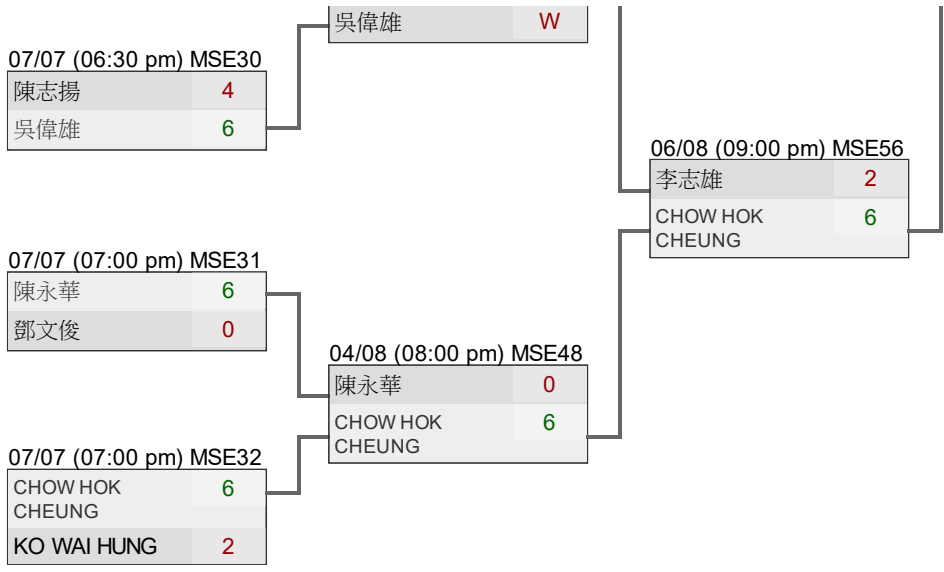 吳偉雄 W
07/07 (06:30 pm) MSE30
陳志揚 4
吳偉雄 6
06/08 (09:00 pm) MSE56
李志雄 2
CHOW HOK 6
CHEUNG
07/07 (07:00 pm) MSE31
陳永華 6
鄧文俊 0
04/08 (08:00 pm) MSE48
陳永華 0
CHOW HOK 6
CHEUNG
07/07 (07:00 pm) MSE32
CHOW HOK 6
CHEUNG
KO WAI HUNG 2